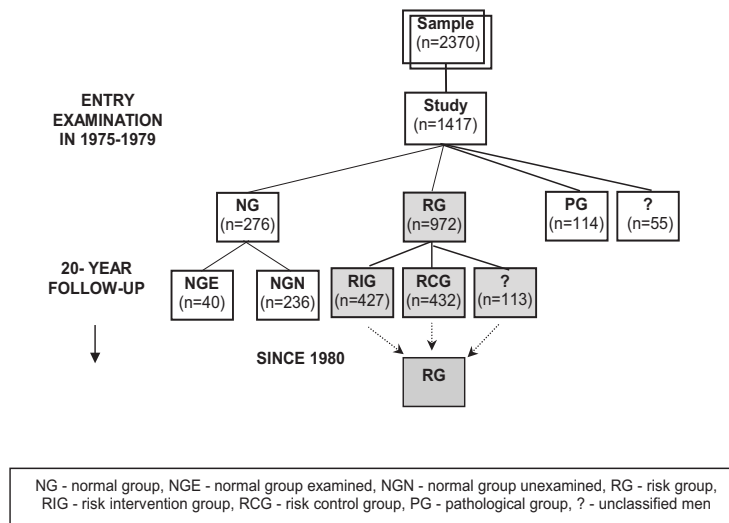 Sample
(n=2370)
ENTRY
EXAMINATION
IN 1975-1979
Study
(n=1417)
NG
(n=276)
RG
(n=972)
PG
(n=114)
?
(n=55)
20- YEAR
FOLLOW-UP
NGE
(n=40)
NGN
(n=236)
RIG
(n=427)
RCG
(n=432)
?
(n=113)
SINCE 1980
RG
NG - normal group, NGE - normal group examined, NGN - normal group unexamined, RG - risk group,
RIG - risk intervention group, RCG - risk control group, PG - pathological group, ? - unclassified men